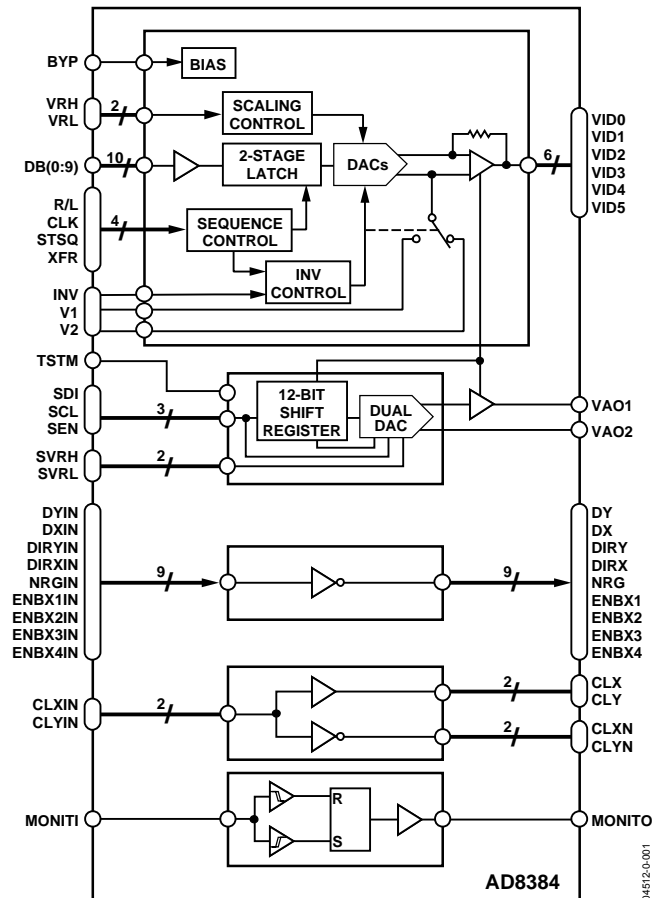 BYP
BIAS
VRH
VRL
2
SCALING
CONTROL
DB(0:9)
10
2-STAGE
LATCH
DACs
6
VID0
VID1
VID2
VID3
VID4
VID5
R/L
CLK
STSQ
XFR
4
SEQUENCE
CONTROL
INV
CONTROL
INV
V1
V2
TSTM
SDI
SCL
SEN
3
12-BIT
SHIFT
REGISTER
DUAL
DAC
VAO1
VAO2
SVRH
SVRL
2
DYIN
DXIN
DIRYIN
DIRXIN
NRGIN
ENBX1IN
ENBX2IN
ENBX3IN
ENBX4IN
9
9
DY
DX
DIRY
DIRX
NRG
ENBX1
ENBX2
ENBX3
ENBX4
CLXIN
CLYIN
2
2
CLX
CLY
2
CLXN
CLYN
MONITI
R
S
MONITO
AD8384
04512-0-001